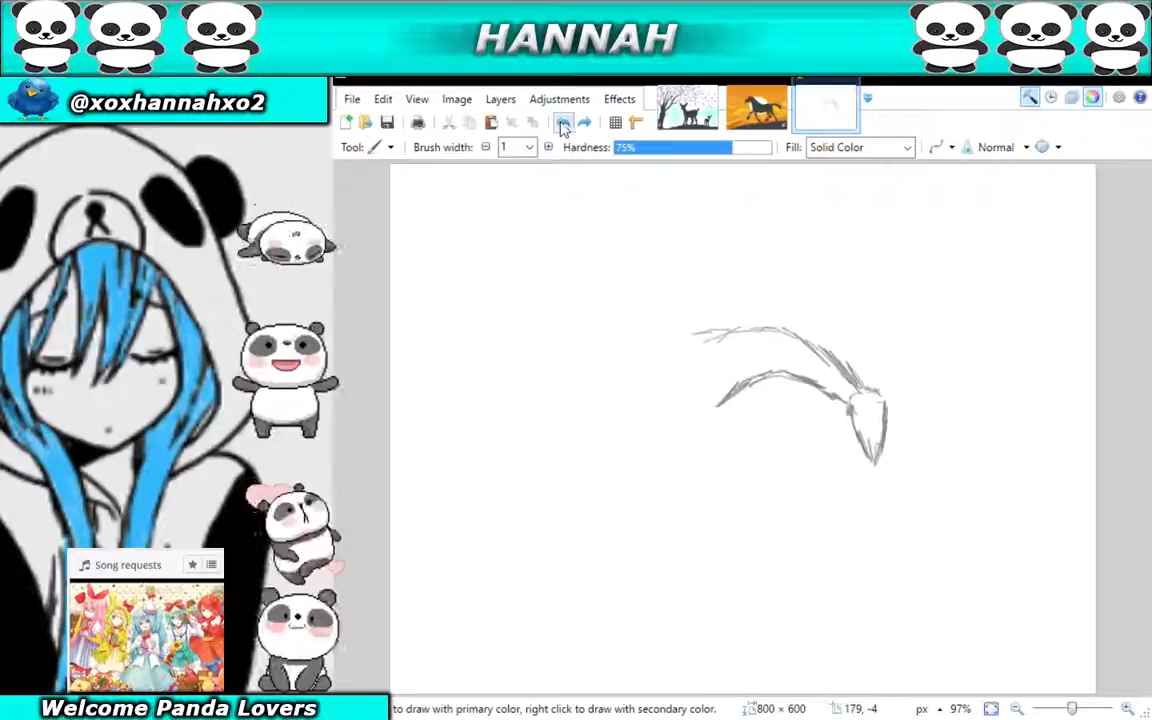 HANNAH
@xoxhannahxo2
File Edit View Image Layers Adjustments Effects
Tool: Brush width: 1 Hardness: 75% Fill: Solid Color Normal
Song requests
Welcome Panda Lovers
to draw with primary color, right click to draw with secondary color. 800 × 600 179, -4 px 97%